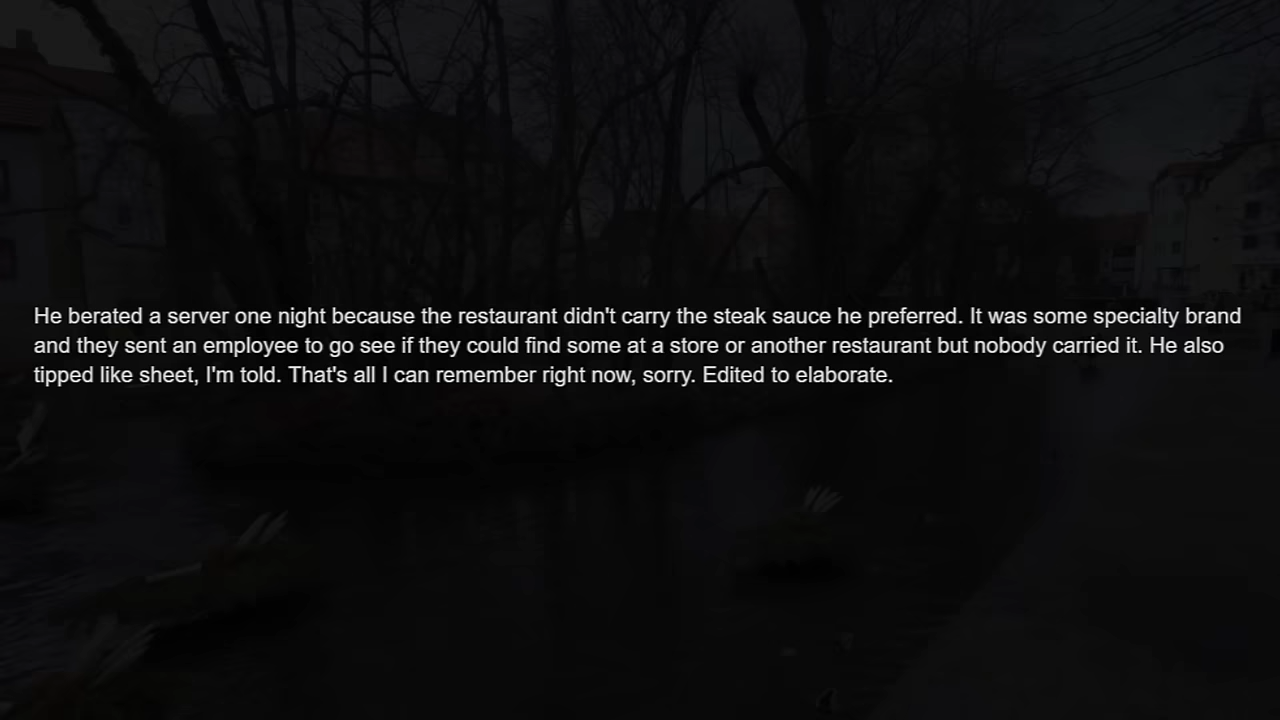 He berated a server one night because the restaurant didn't carry the steak sauce he preferred. It was some specialty brand
and they sent an employee to go see if they could find some at a store or another restaurant but nobody carried it. He also
tipped like sheet, I'm told. That's all I can remember right now, sorry. Edited to elaborate.